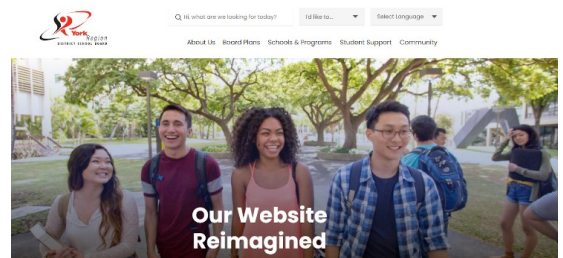 York
Region
DISTRICT SCHOOL BOARD
Hi, what are we looking for today?
I'd like to...
Select Language
About Us Board Plans Schools & Programs Student Support Community
Our Website
Reimagined